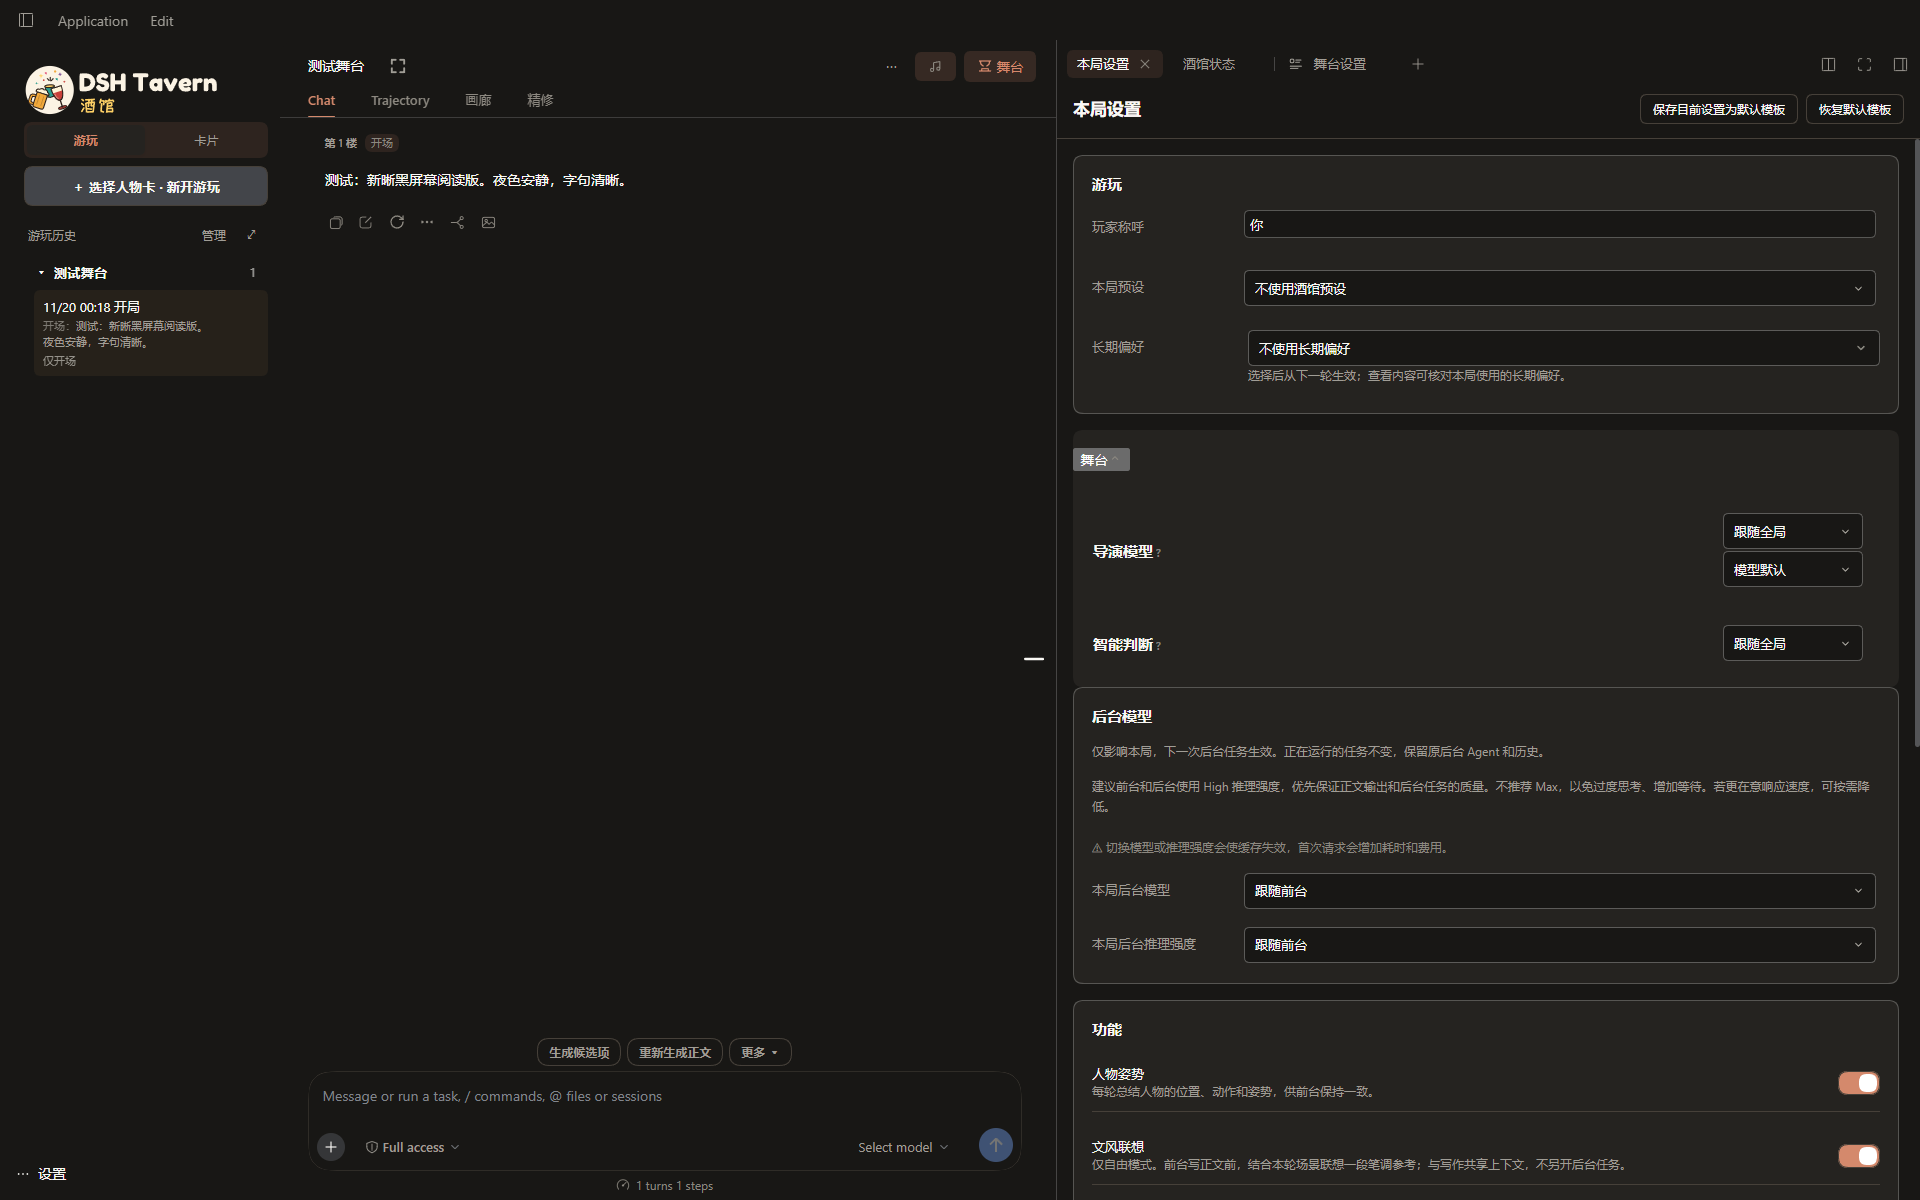 Application
Edit
DSH Tavern
酒馆
游玩
卡片
+ 选择人物卡 · 新开游玩
游玩历史
管理
测试舞台
1
11/20 00:18 开局
开场：测试：新晰黑屏幕阅读版。
夜色安静，字句清晰。
仅开场
设置
测试舞台
舞台
Chat
Trajectory
画廊
精修
第 1 楼
开场
测试：新晰黑屏幕阅读版。夜色安静，字句清晰。
生成候选项
重新生成正文
更多
Message or run a task, / commands, @ files or sessions
Full access
Select model
1 turns 1 steps
本局设置
酒馆状态
舞台设置
本局设置
保存目前设置为默认模板
恢复默认模板
游玩
玩家称呼
你
本局预设
不使用酒馆预设
长期偏好
不使用长期偏好
选择后从下一轮生效；查看内容可核对本局使用的长期偏好。
舞台
导演模型 ?
跟随全局
模型默认
智能判断 ?
跟随全局
后台模型
仅影响本局，下一次后台任务生效。正在运行的任务不变，保留原后台 Agent 和历史。
建议前台和后台使用 High 推理强度，优先保证正文输出和后台任务的质量。不推荐 Max，以免过度思考、增加等待。若更在意响应速度，可按需降
低。
⚠ 切换模型或推理强度会使缓存失效，首次请求会增加耗时和费用。
本局后台模型
跟随前台
本局后台推理强度
跟随前台
功能
人物姿势
每轮总结人物的位置、动作和姿势，供前台保持一致。
文风联想
仅自由模式。前台写正文前，结合本轮场景联想一段笔调参考；与写作共享上下文，不另开后台任务。